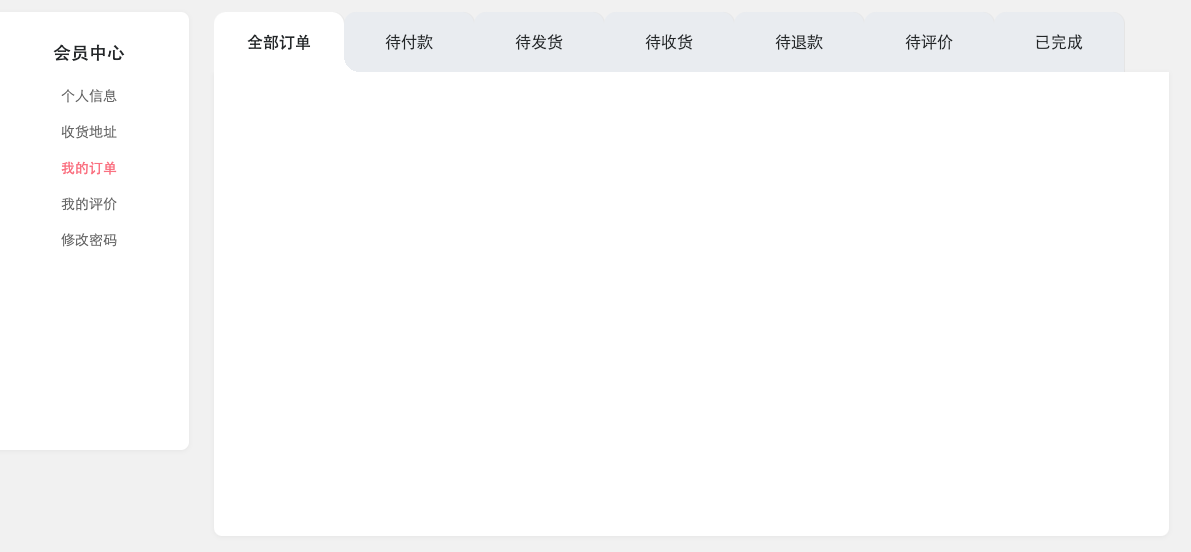 会员中心
个人信息
收货地址
我的订单
我的评价
修改密码
全部订单 待付款 待发货 待收货 待退款 待评价 已完成